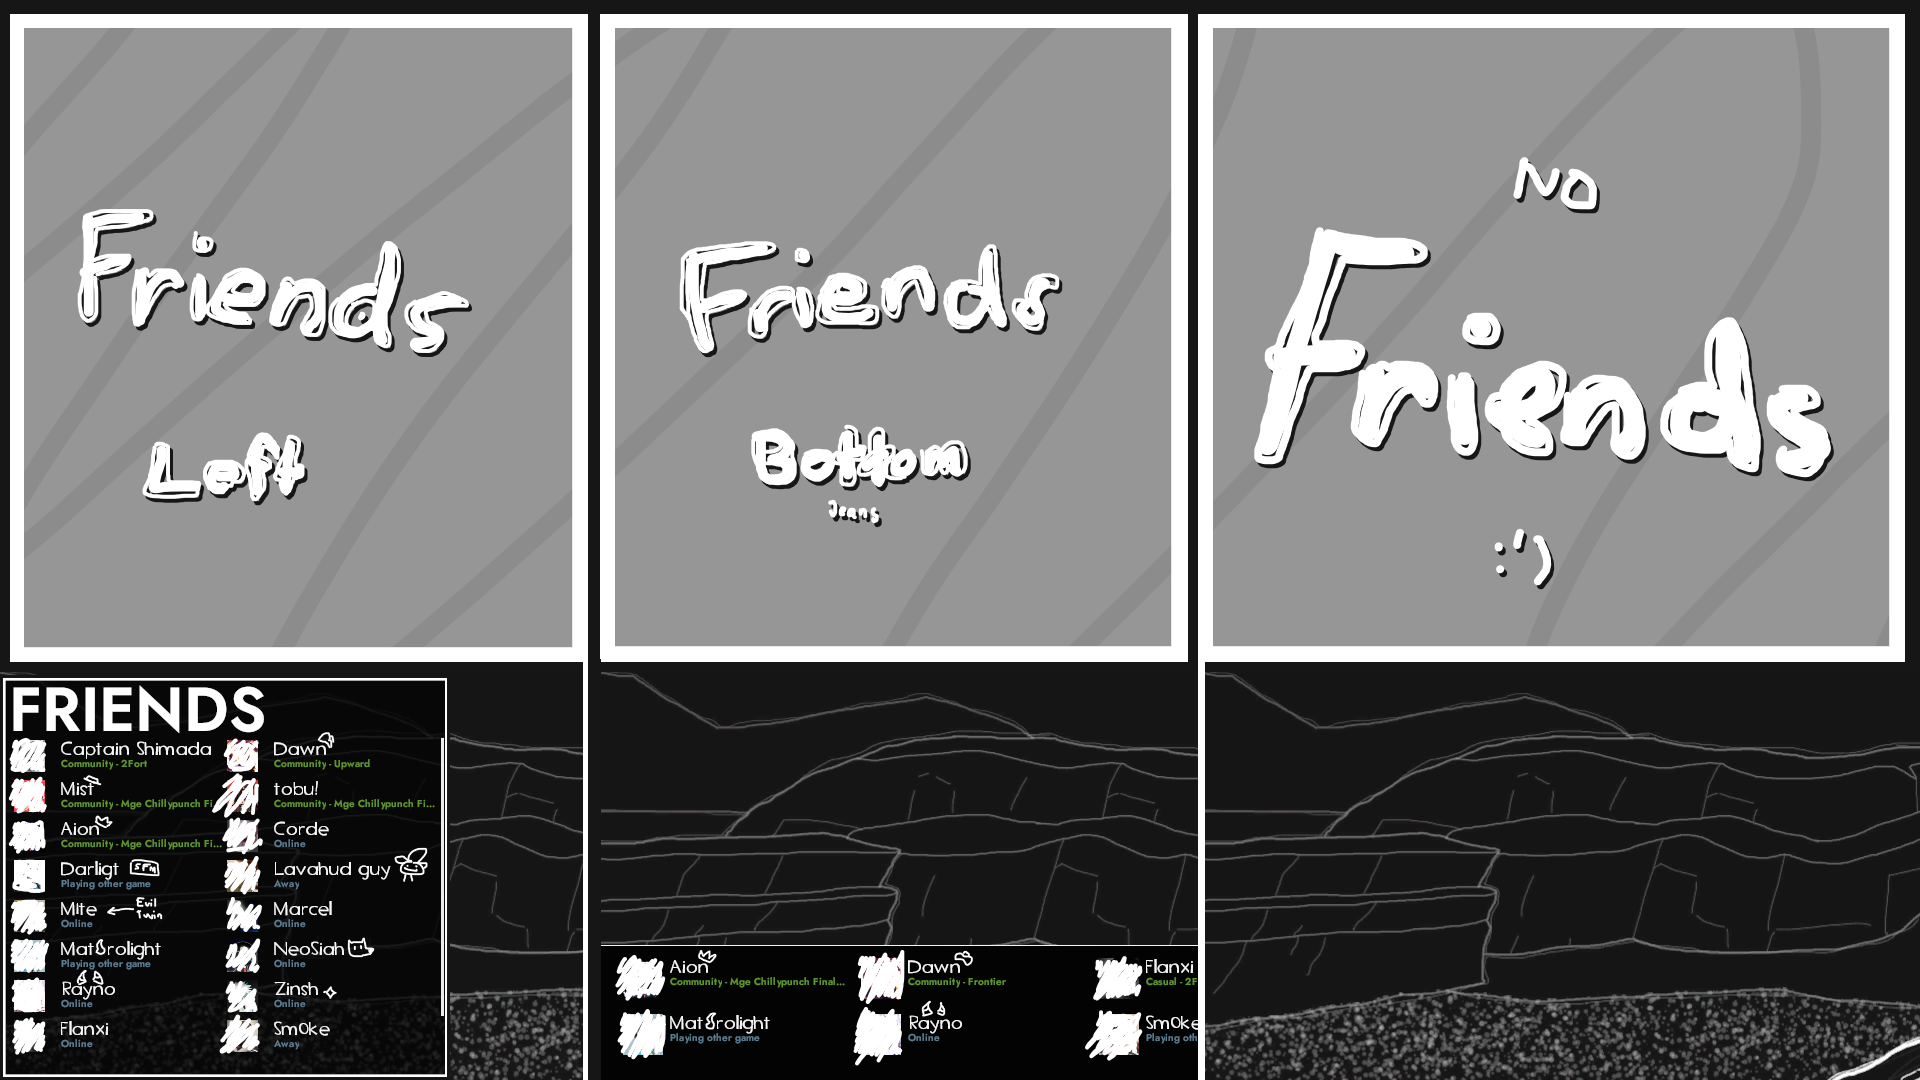 Friends
Left
Friends
Bottom
Jeans
NO
Friends
:')
FRIENDS
Captain Shimada
Community - 2Fort
Dawn
Community - Upward
Mist
Community - Mge Chillypunch Fi
tobu!
Community - Mge Chillypunch Fi...
Aion
Community - Mge Chillypunch Fi...
Corde
Online
Darligt SFM
Playing other game
Lavahud guy
Away
Mite ← Evil Twin
Online
Marcel
Online
Matᛢrolight
Playing other game
NeoSiah
Online
Rayno
Online
Zinsh
Online
Flanxi
Online
Sm0ke
Away
Aion
Community - Mge Chillypunch Final...
Dawn
Community - Frontier
Flanxi
Casual - 2F
Matᛢrolight
Playing other game
Rayno
Online
Sm0ke
Playing oth